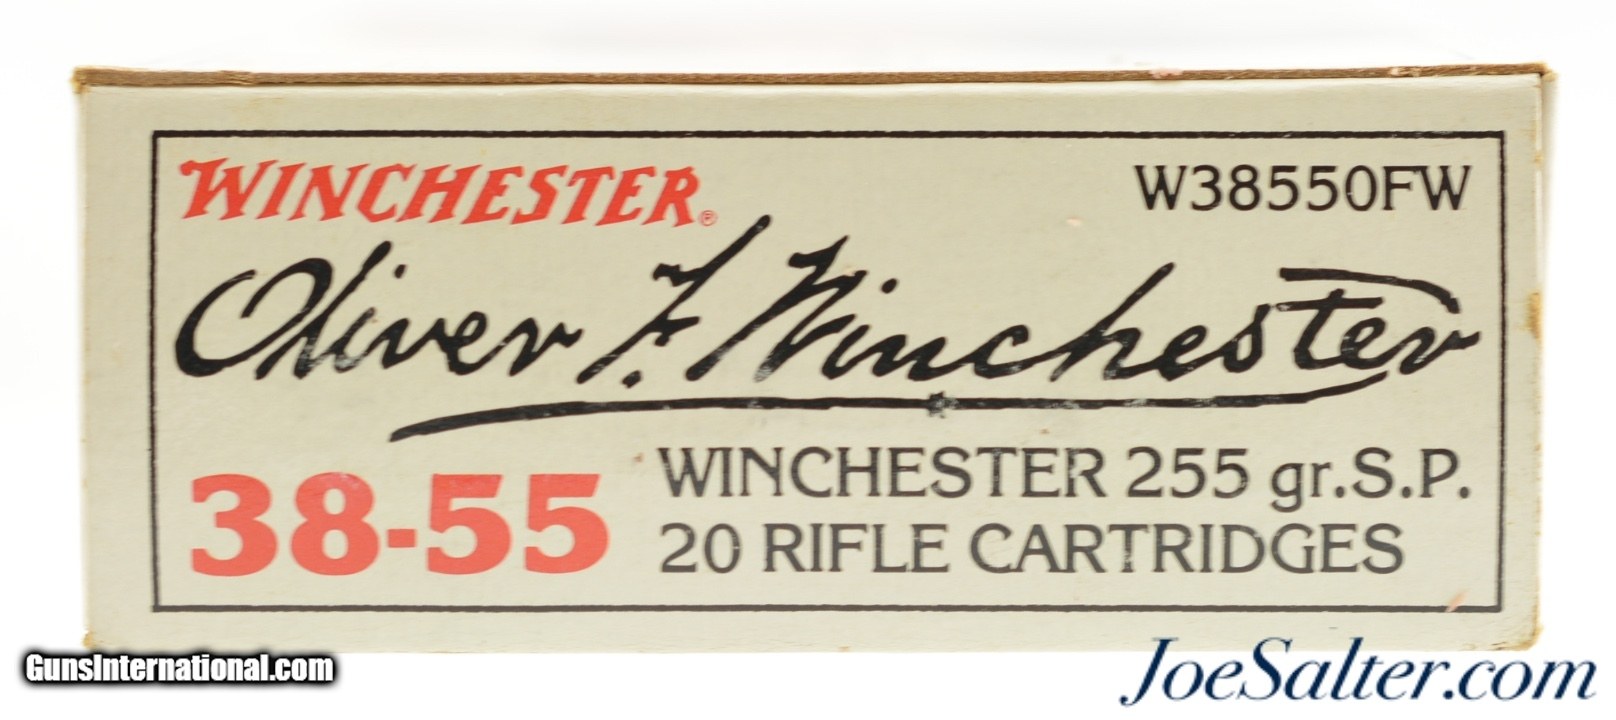 WINCHESTER®
W38550FW
Oliver F. Winchester
38-55
WINCHESTER 255 gr.S.P.
20 RIFLE CARTRIDGES
GunsInternational.com
JoeSalter.com